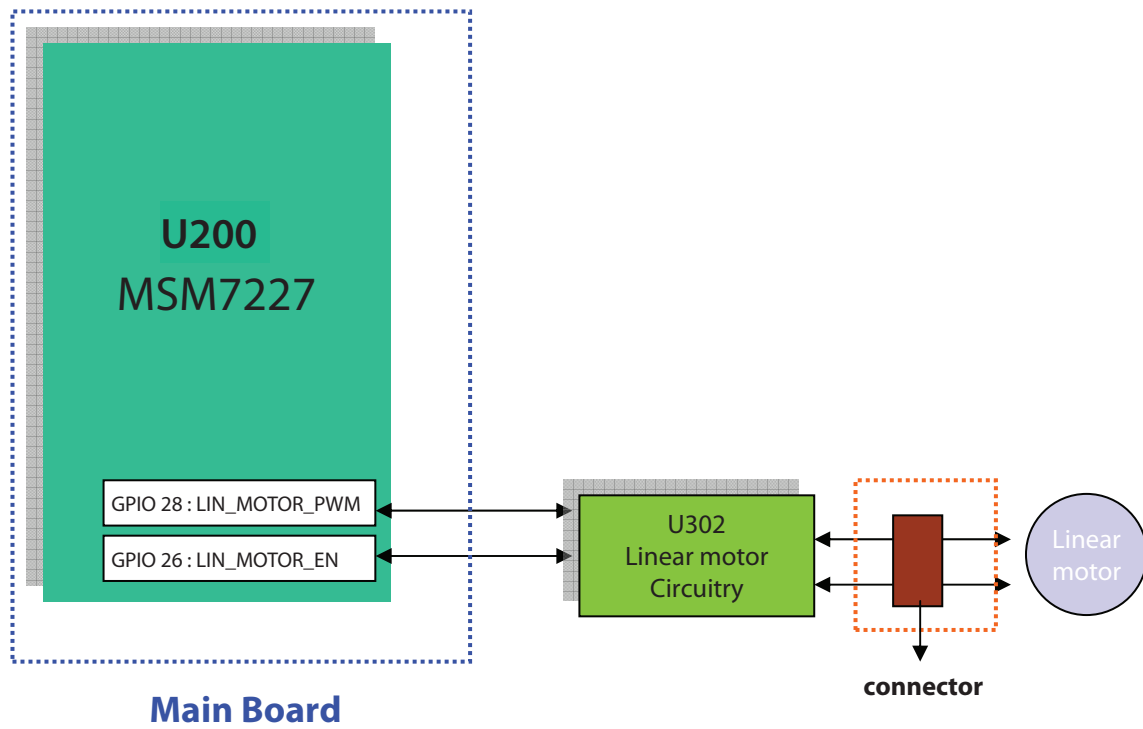 U200
MSM7227
GPIO 28 : LIN_MOTOR_PWM
GPIO 26 : LIN_MOTOR_EN
Main Board
U302
Linear motor
Circuitry
connector
Linear
motor